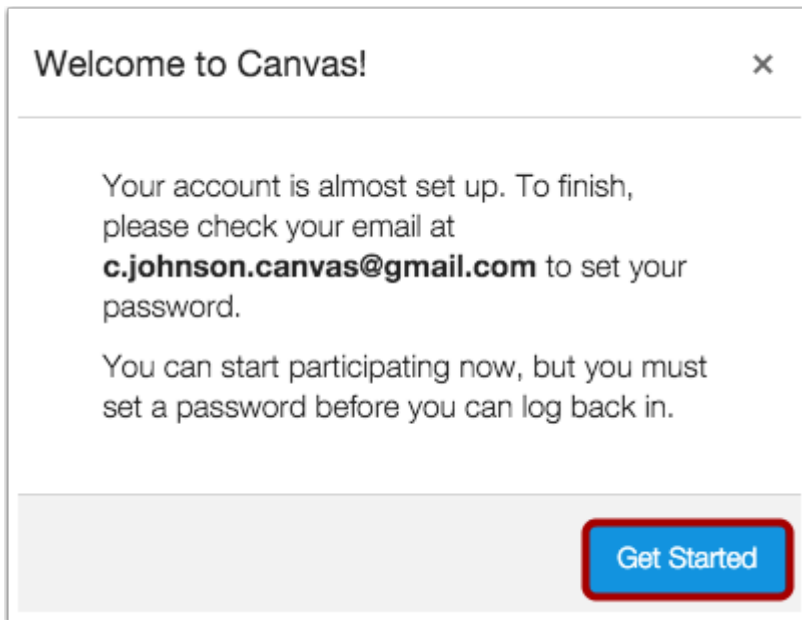 Welcome to Canvas!
Your account is almost set up. To finish,
please check your email at
c.johnson.canvas@gmail.com to set your
password.
You can start participating now, but you must
set a password before you can log back in.
Get Started